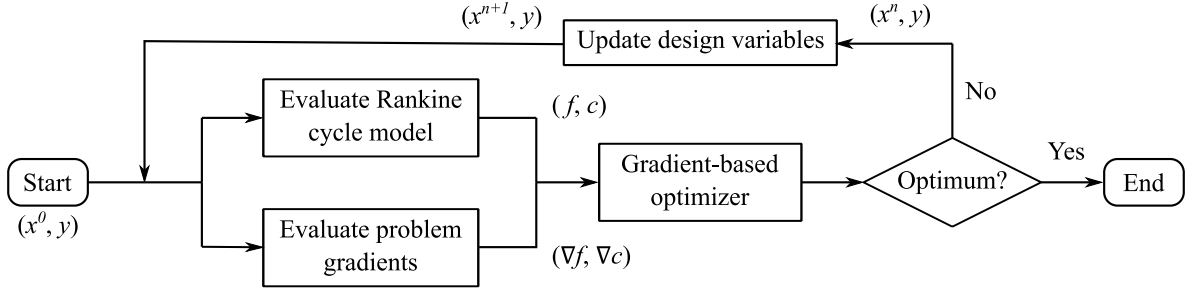 (x^{n+1}, y)
Update design variables
(x^n, y)
Evaluate Rankine
cycle model
(f, c)
No
Start
(x^0, y)
Gradient-based
optimizer
Optimum?
Yes
End
Evaluate problem
gradients
(∇f, ∇c)